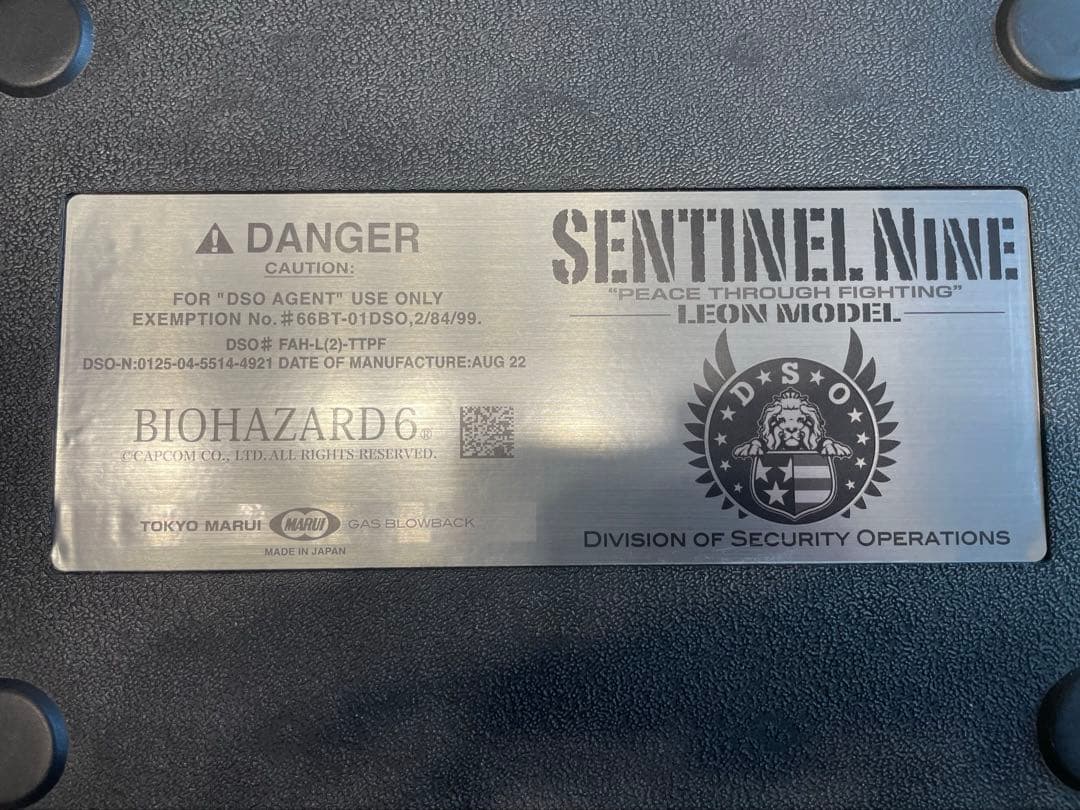 ⚠ DANGER
CAUTION:
FOR "DSO AGENT" USE ONLY
EXEMPTION No.#66BT-01DSO,2/84/99.
DSO# FAH-L(2)-TTPF
DSO-N:0125-04-5514-4921 DATE OF MANUFACTURE:AUG 22
BIOHAZARD 6®
©CAPCOM CO., LTD. ALL RIGHTS RESERVED.
TOKYO MARUI MARUI GAS BLOWBACK
MADE IN JAPAN
SENTINEL NINE
"PEACE THROUGH FIGHTING"
LEON MODEL
D★S★O
DIVISION OF SECURITY OPERATIONS